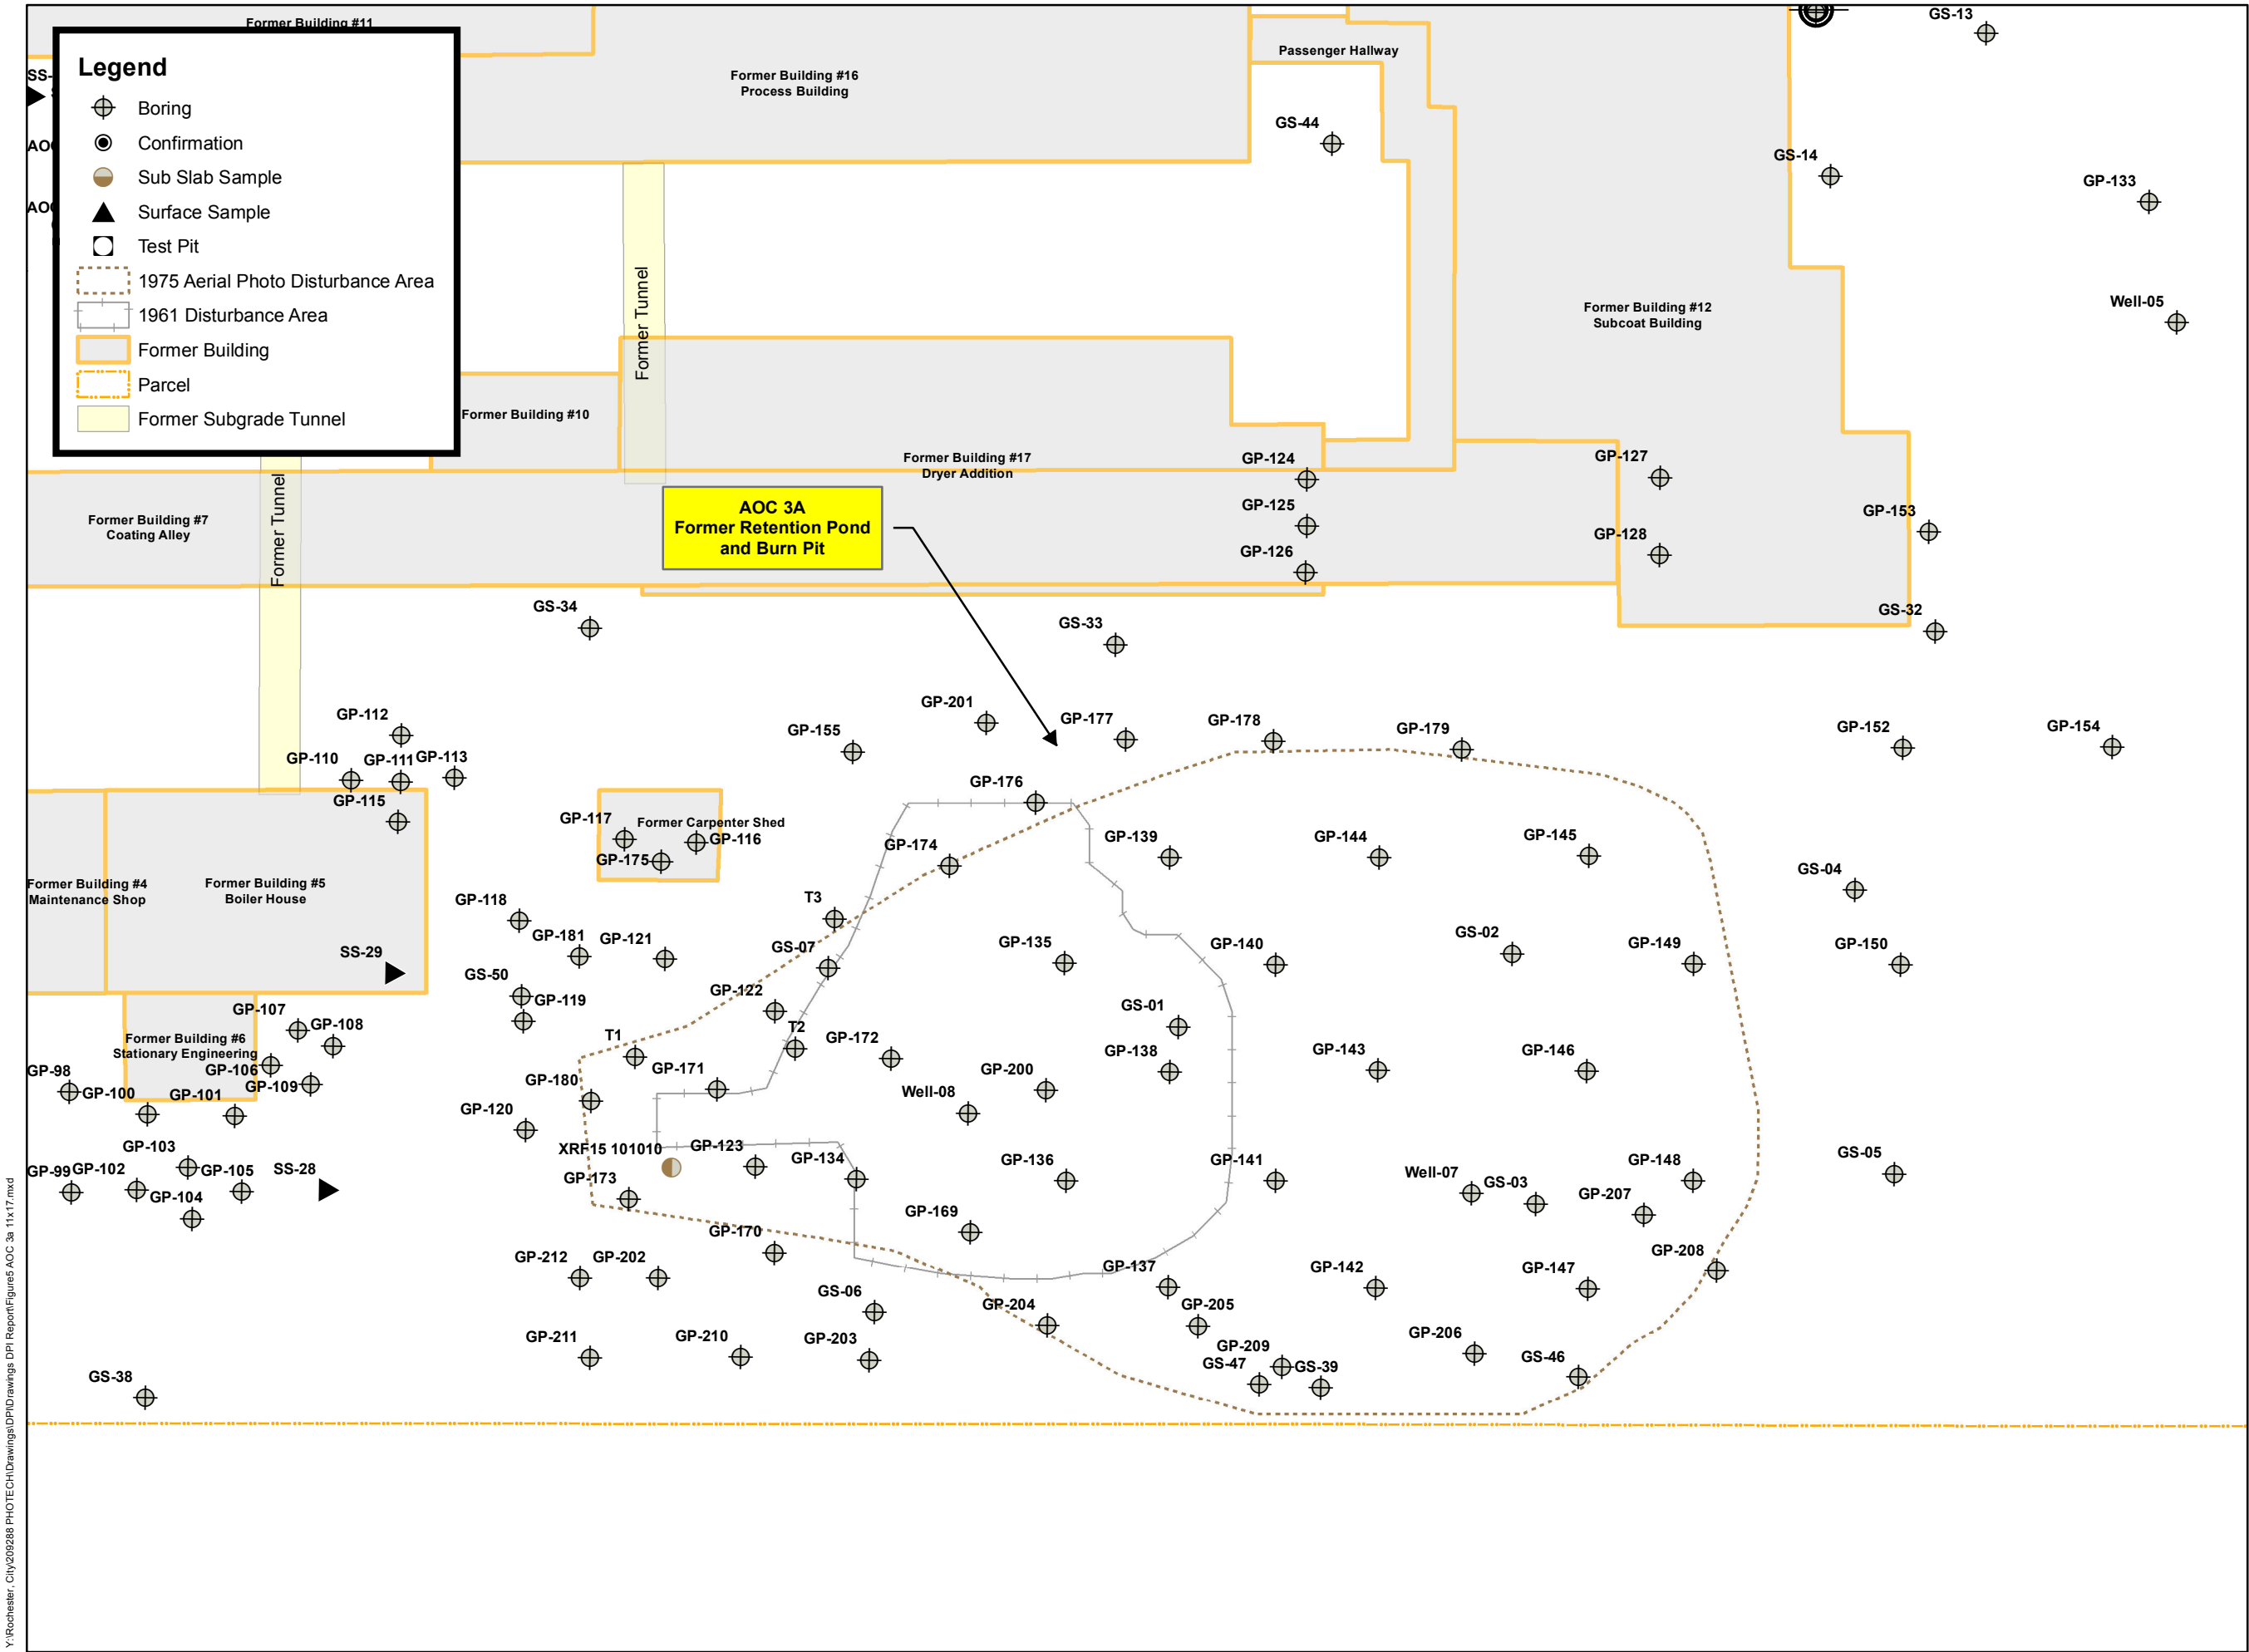 Former Building #11
GS-13
Passenger Hallway
Former Building #16
Process Building
SS-
Legend
Boring
Confirmation
Sub Slab Sample
Surface Sample
Test Pit
1975 Aerial Photo Disturbance Area
1961 Disturbance Area
Former Building
Parcel
Former Subgrade Tunnel
GS-44
GS-14
GP-133
Well-05
Former Building #12
Subcoat Building
Former Tunnel
Former Building #10
Former Building #17
Dryer Addition
GP-124
GP-125
GP-126
GP-127
GP-128
GP-153
Former Building #7
Coating Alley
Former Tunnel
AOC 3A
Former Retention Pond
and Burn Pit
GS-34
GS-33
GS-32
GP-112
GP-110
GP-111
GP-113
GP-115
GP-155
GP-201
GP-177
GP-178
GP-179
GP-152
GP-154
GP-176
GP-117
Former Carpenter Shed
GP-116
GP-175
GP-174
GP-139
GP-144
GP-145
GS-04
Former Building #4
Maintenance Shop
Former Building #5
Boiler House
SS-29
GP-118
GP-181
GP-121
T3
GS-07
GP-135
GP-140
GS-02
GP-149
GP-150
GS-50
GP-119
GP-122
GS-01
GP-107
GP-108
Former Building #6
Stationary Engineering
GP-106
GP-109
GP-98
GP-100
GP-101
T1
T2
GP-172
GP-171
GP-180
GP-120
GP-200
Well-08
GP-138
GP-143
GP-146
GP-103
GP-99
GP-102
GP-105
GP-104
SS-28
XRF15 101010
GP-123
GP-134
GP-173
GP-136
GP-141
Well-07
GS-03
GP-148
GP-207
GS-05
GP-169
GP-170
GP-212
GP-202
GS-06
GP-137
GP-142
GP-147
GP-208
GP-204
GP-205
GP-211
GP-210
GP-203
GP-209
GS-47
GS-39
GP-206
GS-46
GS-38
Y:\Rochester, City\209288 PHOTECH\Drawings\DPI\Drawings DPI Report\Figure5 AOC 3a 11x17.mxd